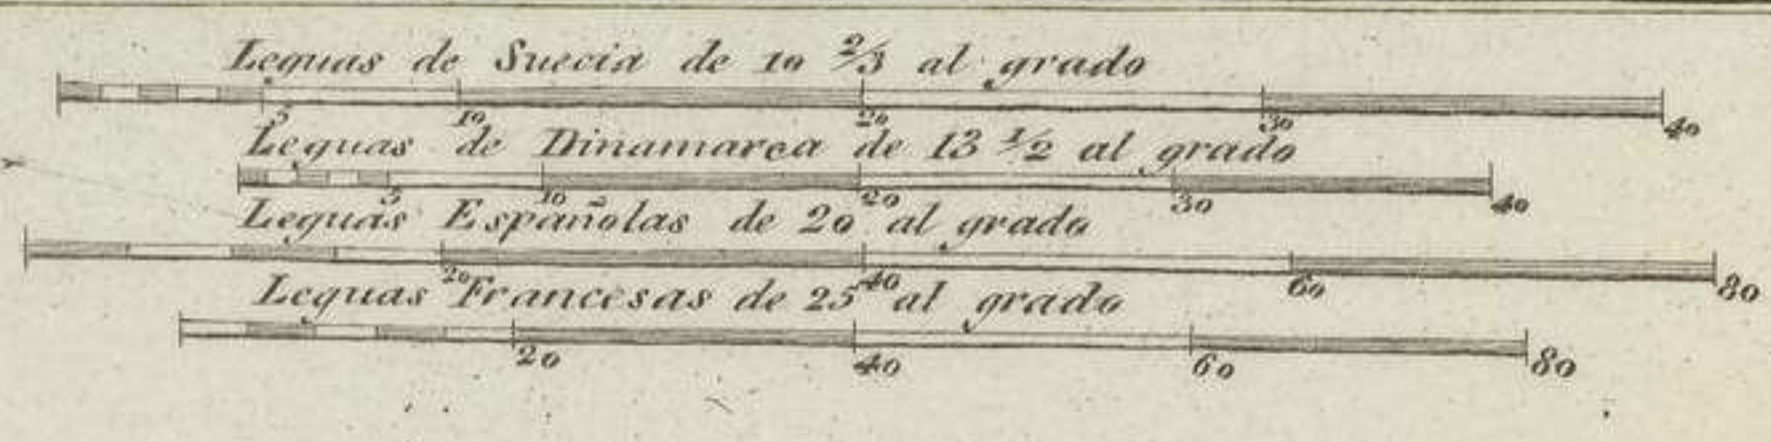 Leguas de Suecia de 10 2/3 al grado
5 10 20 30 40
Leguas de Dinamarca de 13 1/2 al grado
5 10 20 30 40
Leguas Españolas de 20 al grado
20 40 60 80
Leguas Francesas de 25 al grado
20 40 60 80